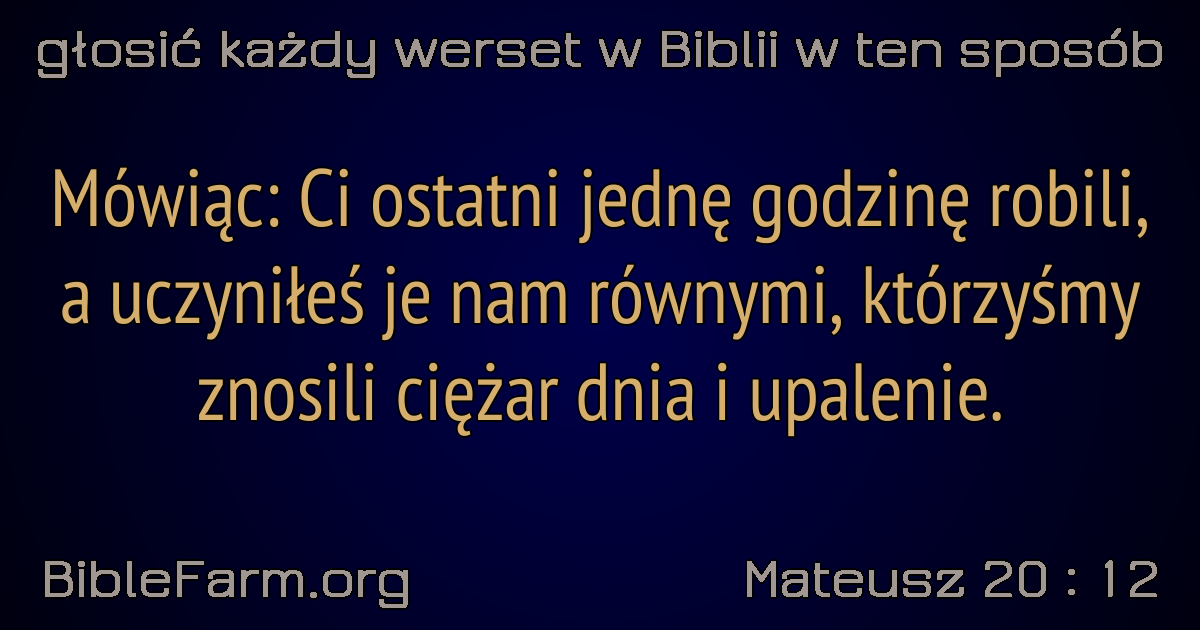 głosić każdy werset w Biblii w ten sposób
Mówiąc: Ci ostatni jednę godzinę robili,
a uczyniłeś je nam równymi, którzyśmy
znosili ciężar dnia i upalenie.
BibleFarm.org
Mateusz 20 : 12